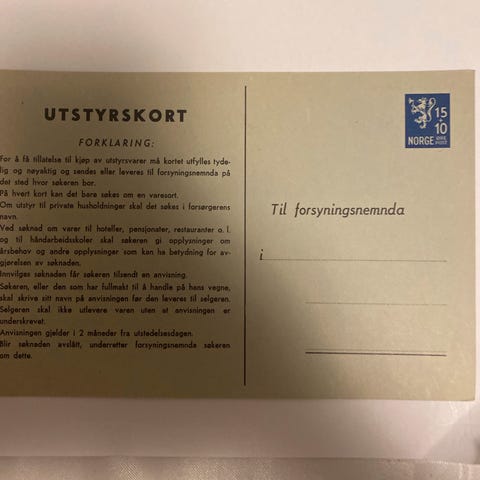 UTSTYRSKORT
FORKLARING:
For å få tillatelse til kjøp av utstyrsvarer må kortet utfylles tyde-
lig og nøyaktig og sendes eller leveres til forsyningsnemnda på
det sted hvor søkeren bor.
På hvert kort kan det bare søkes om en varesort.
Om utstyr til private husholdninger skal det søkes i forsørgerens
navn.
Ved søknad om varer til hoteller, pensjonater, restauranter o. l.
og til håndarbeidsskoler skal søkeren gi opplysninger om
årsbehov og andre opplysninger som kan ha betydning for av-
gjørelsen av søknaden.
Innvilges søknaden får søkeren tilsendt en anvisning.
Søkeren, eller den som har fullmakt til å handle på hans vegne,
skal skrive sitt navn på anvisningen før den leveres til selgeren.
Selgeren skal ikke utlevere varen uten at anvisningen er
underskrevet.
Anvisningen gjelder i 2 måneder fra utstedelsesdagen.
Blir søknaden avslått, underretter forsyningsnemnda søkeren
om dette.
15
+
10
NORGE ØRE POST
Til forsyningsnemnda
i